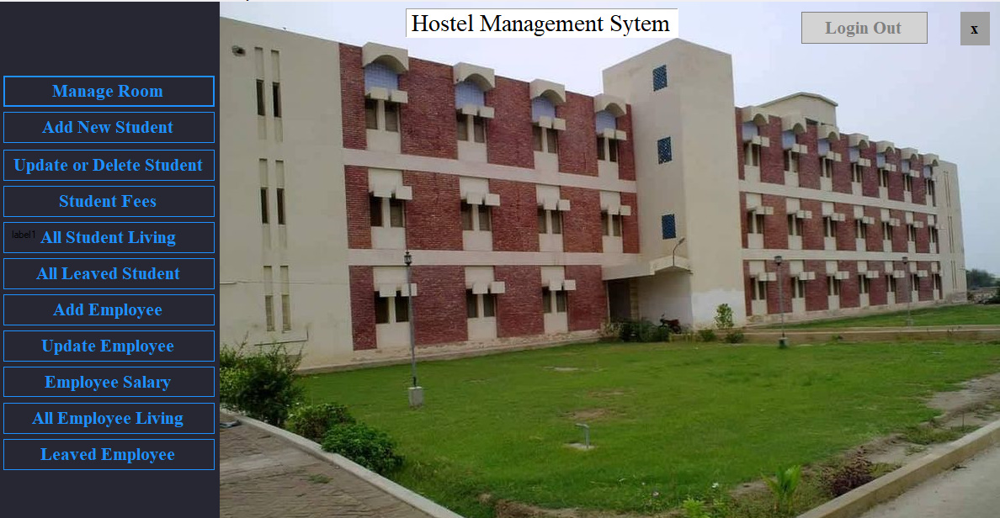 Hostel Management Sytem
Login Out
x
Manage Room
Add New Student
Update or Delete Student
Student Fees
label1
All Student Living
All Leaved Student
Add Employee
Update Employee
Employee Salary
All Employee Living
Leaved Employee